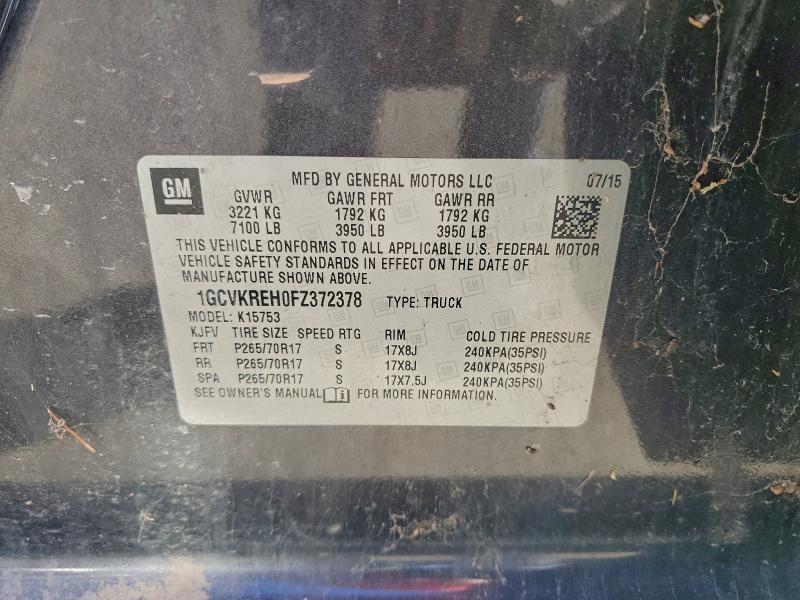 GM
MFD BY GENERAL MOTORS LLC 07/15
GVWR GAWR FRT GAWR RR
3221 KG 1792 KG 1792 KG
7100 LB 3950 LB 3950 LB
THIS VEHICLE CONFORMS TO ALL APPLICABLE U.S. FEDERAL MOTOR
VEHICLE SAFETY STANDARDS IN EFFECT ON THE DATE OF
MANUFACTURE SHOWN ABOVE.
1GCVKREH0FZ372378 TYPE: TRUCK
MODEL: K15753
KJFV TIRE SIZE SPEED RTG RIM COLD TIRE PRESSURE
FRT P265/70R17 S 17X8J 240KPA(35PSI)
RR P265/70R17 S 17X8J 240KPA(35PSI)
SPA P265/70R17 S 17X7.5J 240KPA(35PSI)
SEE OWNER'S MANUAL FOR MORE INFORMATION.